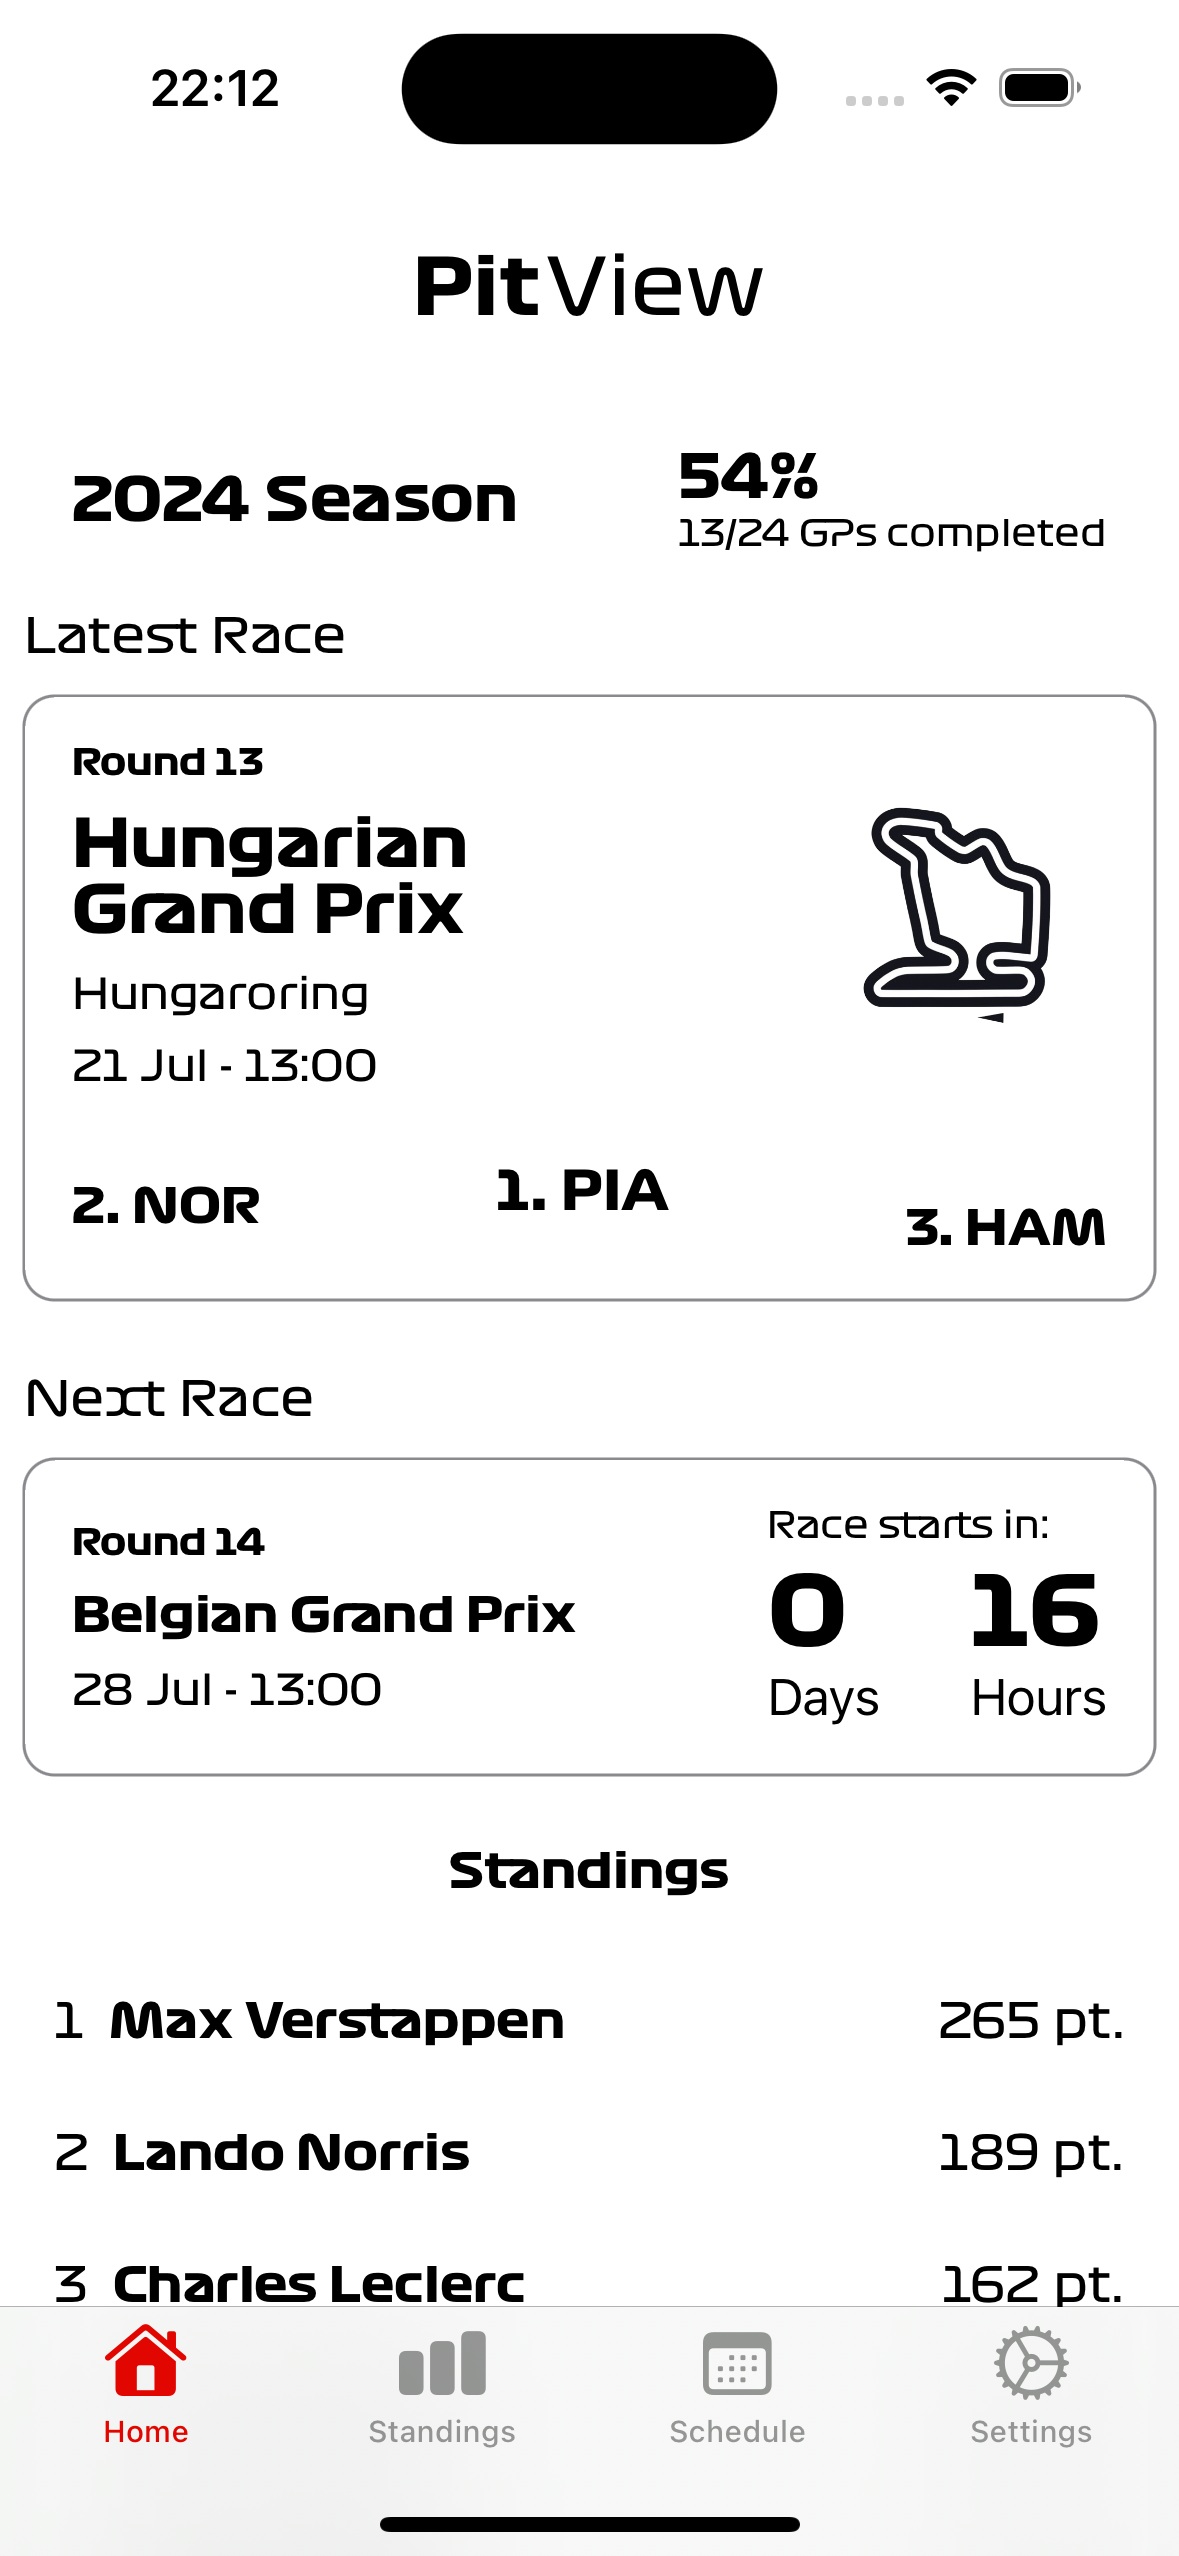 22:12
PitView
2024 Season
54%
13/24 GPs completed
Latest Race
Round 13
Hungarian
Grand Prix
Hungaroring
21 Jul - 13:00
2. NOR
1. PIA
3. HAM
Next Race
Round 14
Belgian Grand Prix
28 Jul - 13:00
Race starts in:
0 16
Days Hours
Standings
1 Max Verstappen 265 pt.
2 Lando Norris 189 pt.
3 Charles Leclerc 162 pt.
Home Standings Schedule Settings